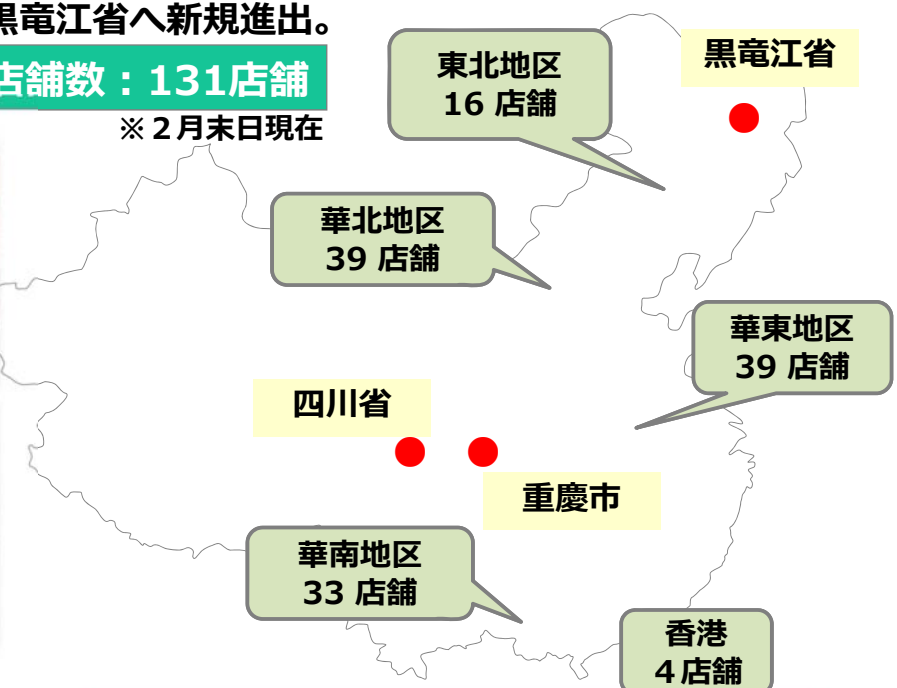 黒竜江省へ新規進出。
店舗数：131店舗
※２月末日現在
東北地区
16 店舗
黒竜江省
華北地区
39 店舗
華東地区
39 店舗
四川省
重慶市
華南地区
33 店舗
香港
４店舗